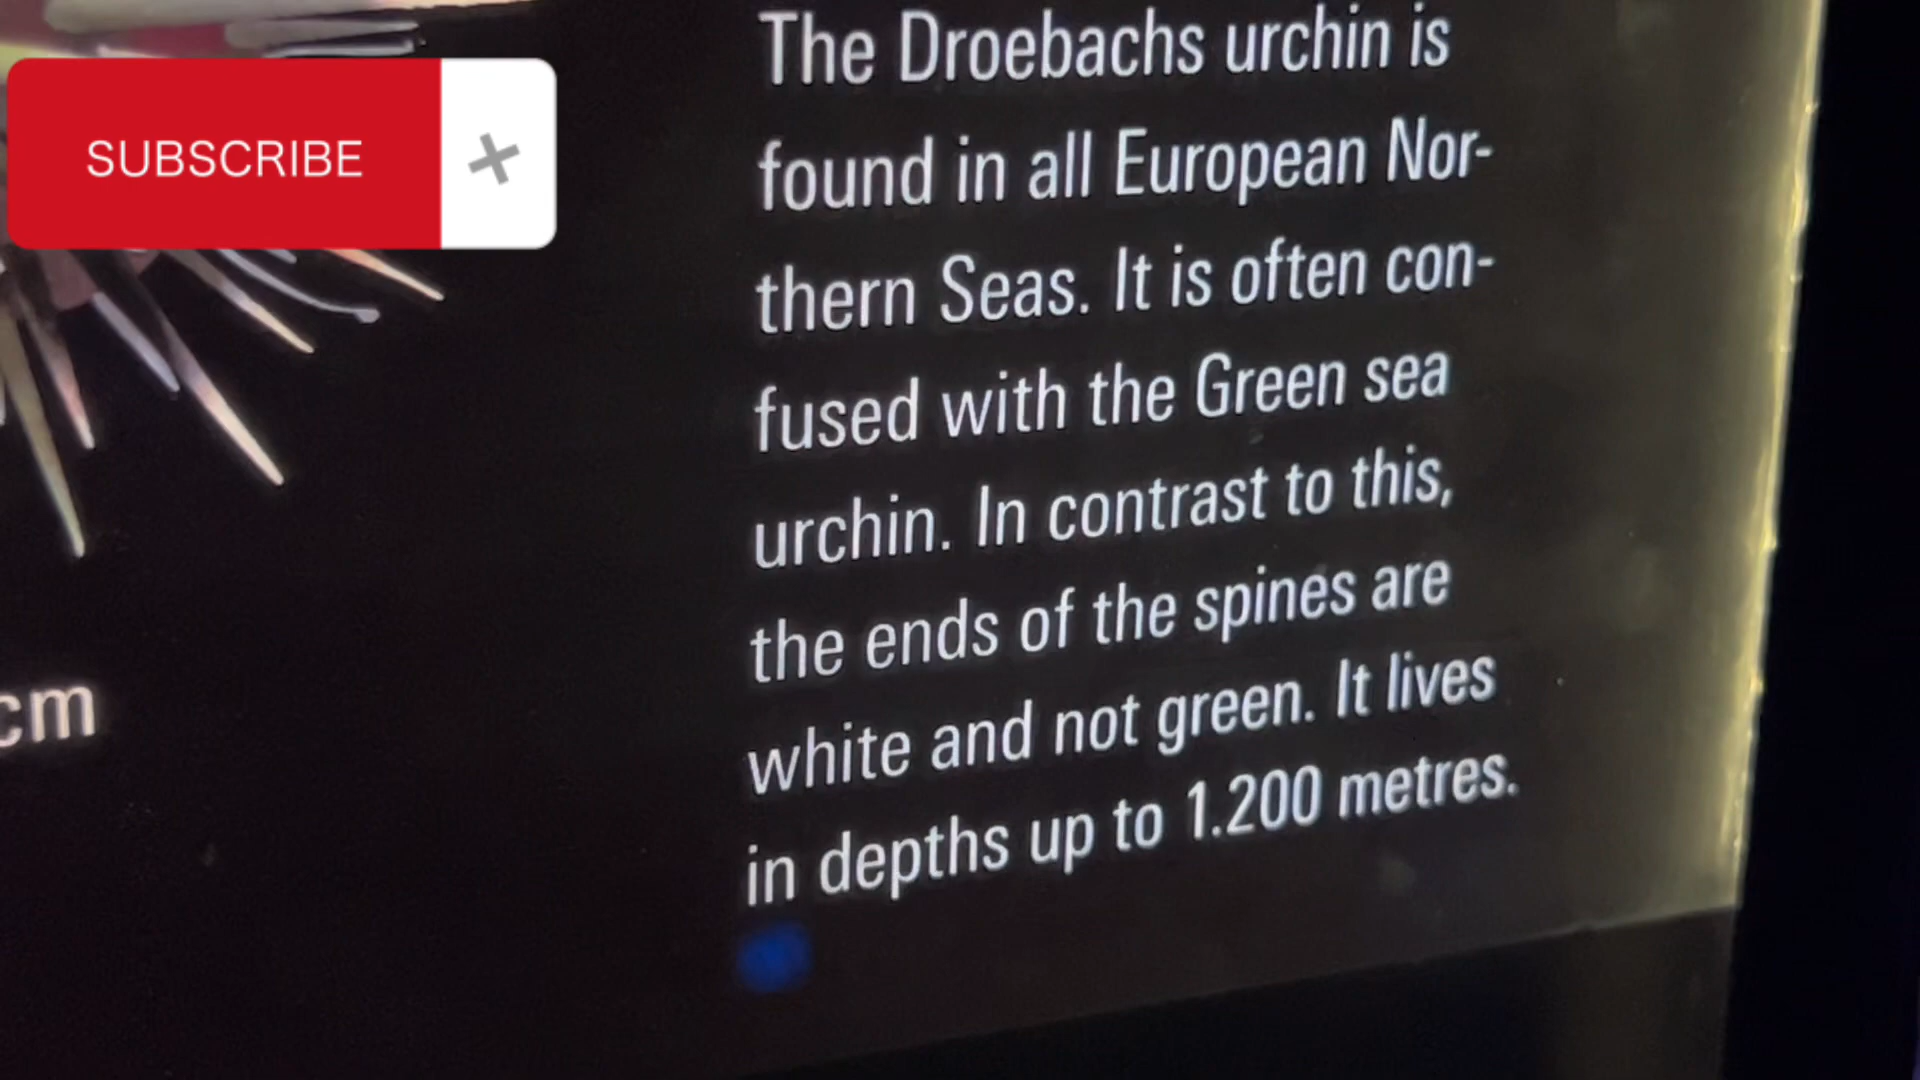 SUBSCRIBE
The Droebachs urchin is
found in all European Nor-
thern Seas. It is often con-
fused with the Green sea
urchin. In contrast to this,
the ends of the spines are
white and not green. It lives
in depths up to 1.200 metres.
cm